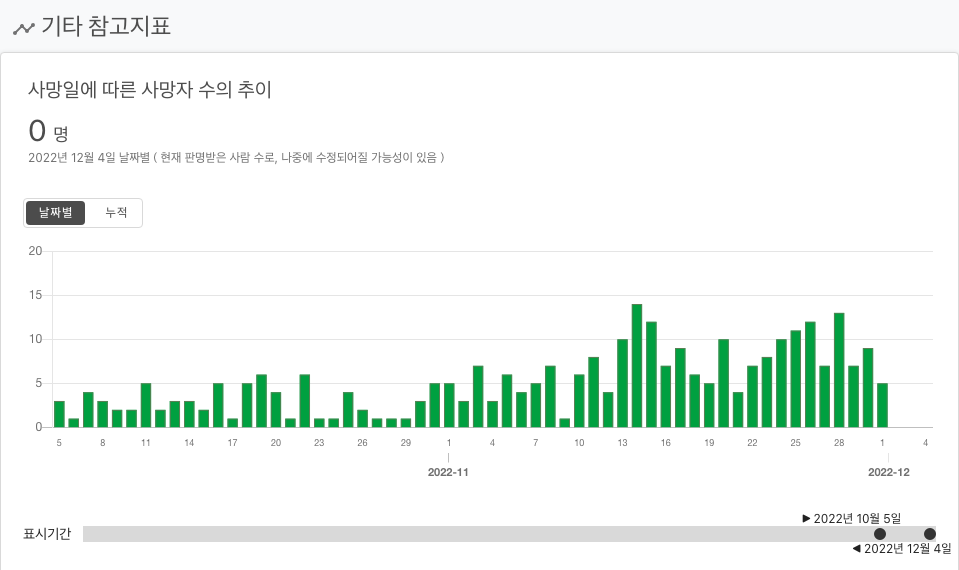 기타 참고지표
사망일에 따른 사망자 수의 추이
0 명
2022년 12월 4일 날짜별 ( 현재 판명받은 사람 수로, 나중에 수정되어질 가능성이 있음 )
날짜별 누적
20
15
10
5
0
5 8 11 14 17 20 23 26 29 1 4 7 10 13 16 19 22 25 28 1 4
2022-11 2022-12
▶ 2022년 10월 5일
표시기간
◀ 2022년 12월 4일